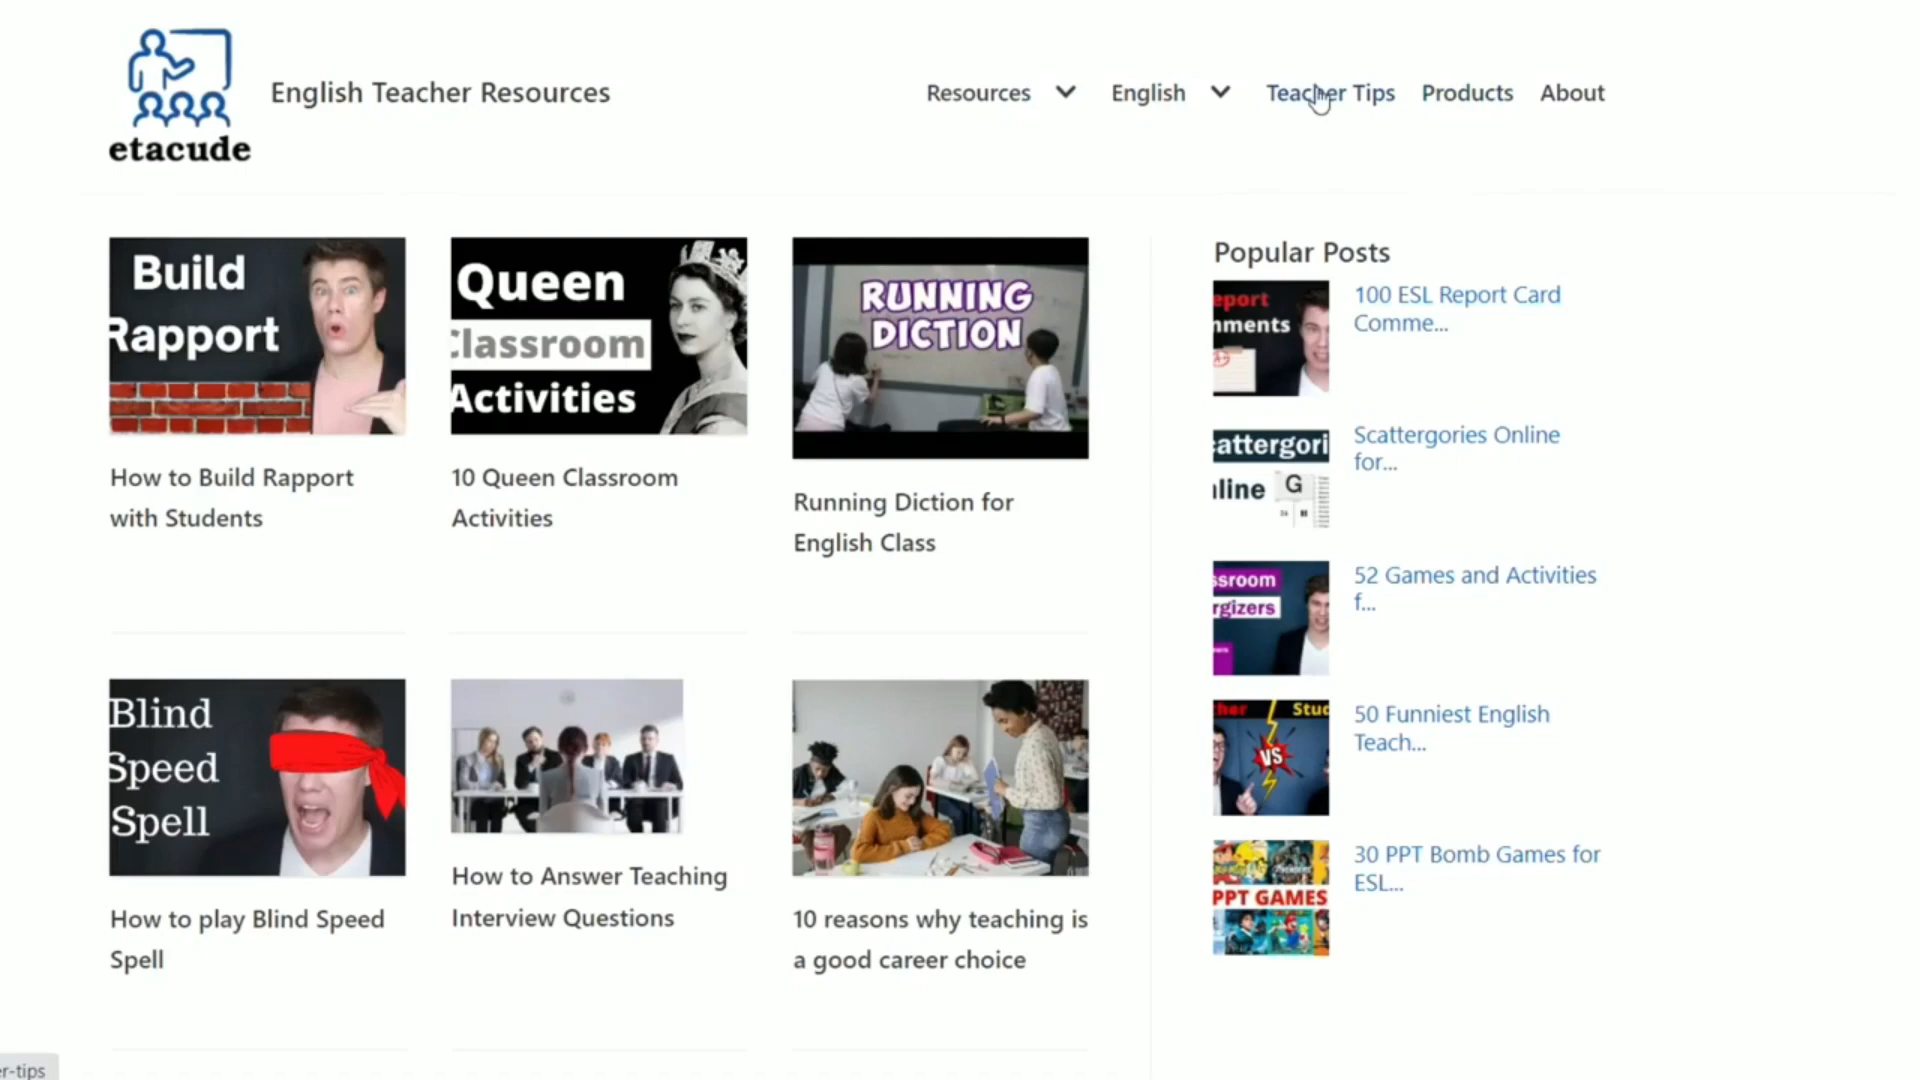 etacude
English Teacher Resources
Resources
English
Teacher Tips
Products
About
Build
Rapport
How to Build Rapport
with Students
Queen
Classroom
Activities
10 Queen Classroom
Activities
RUNNING
DICTION
Running Diction for
English Class
Blind
Speed
Spell
How to play Blind Speed
Spell
How to Answer Teaching
Interview Questions
10 reasons why teaching is
a good career choice
Popular Posts
eport
mments
A+
100 ESL Report Card
Comme...
cattergori
line
G
Scattergories Online
for...
ssroom
rgizers
52 Games and Activities
f...
her
Stud
VS
50 Funniest English
Teach...
PPT GAMES
30 PPT Bomb Games for
ESL...
er-tips